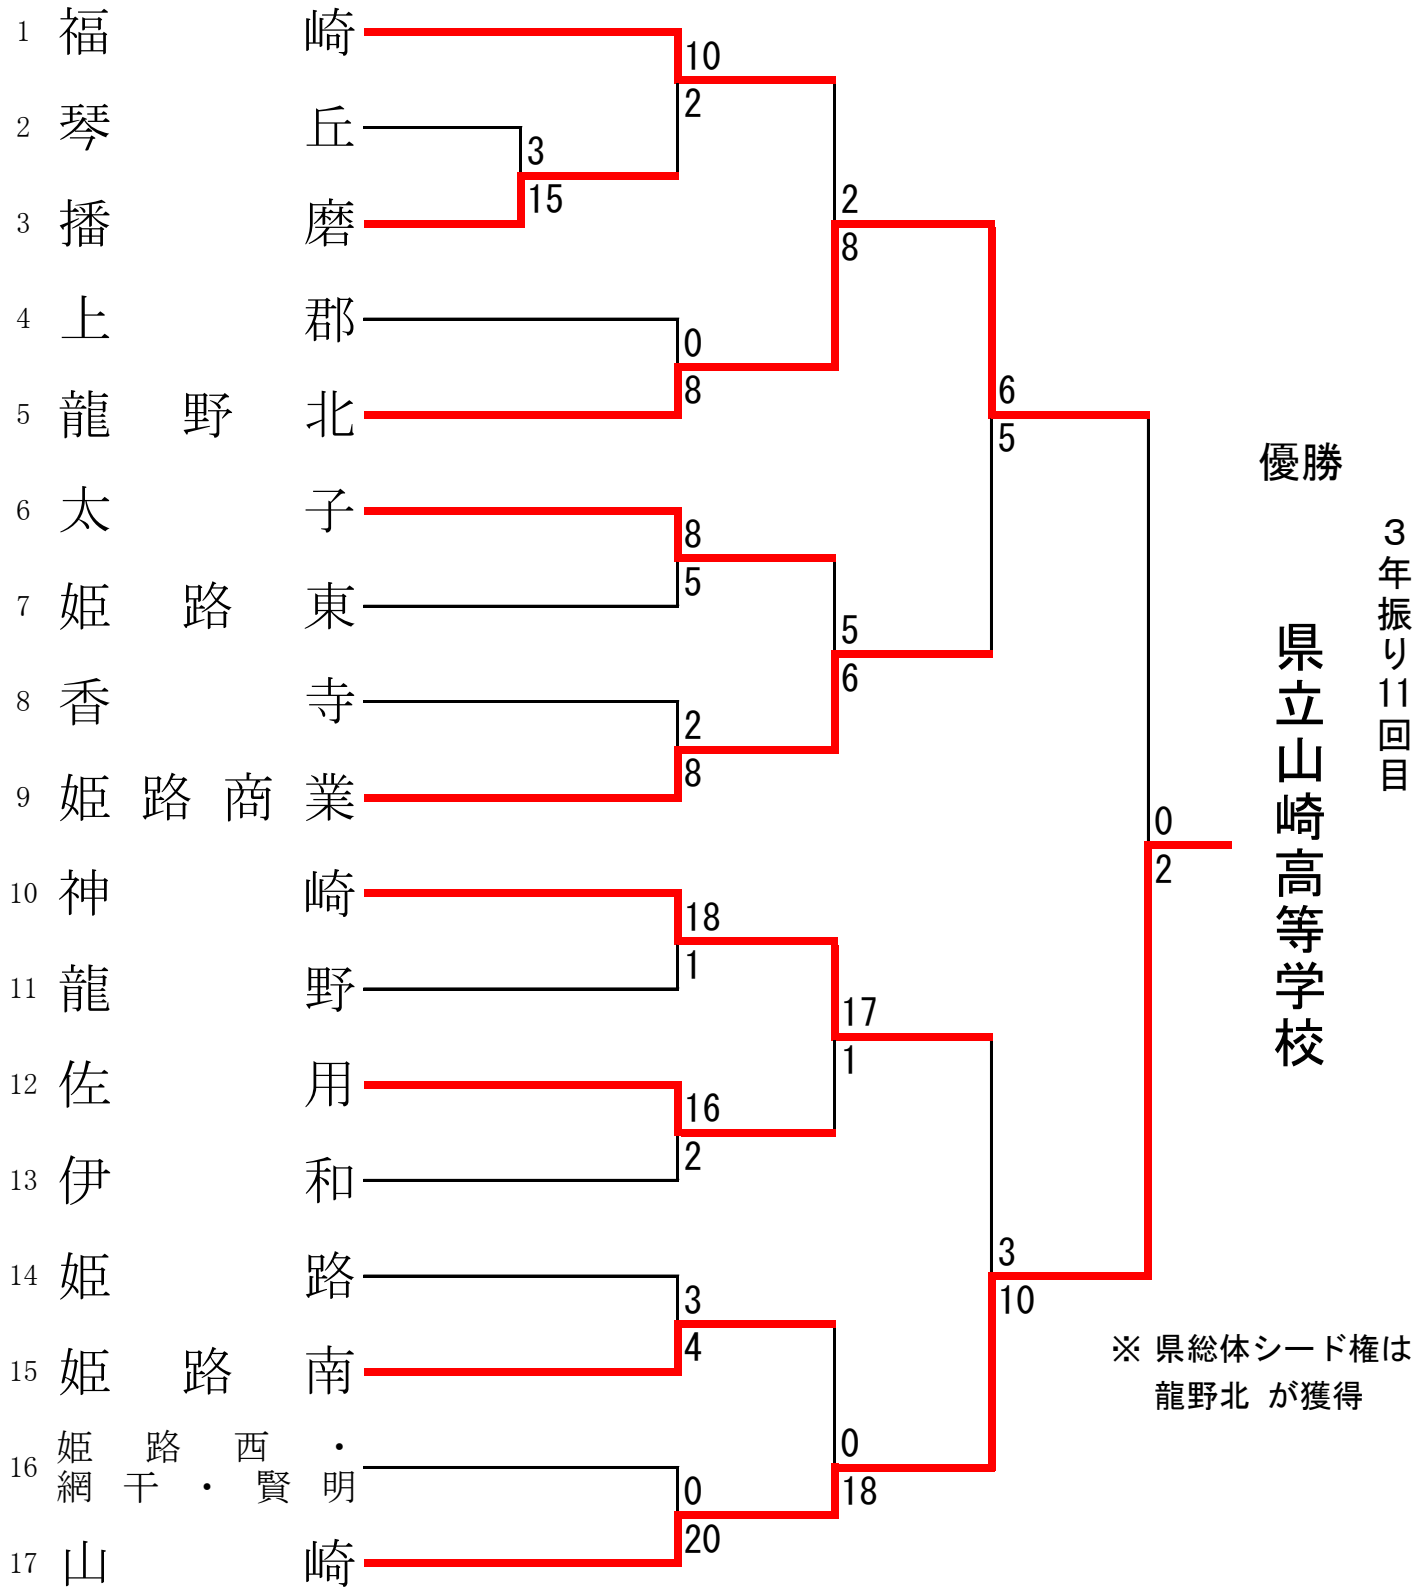 1 福崎
2 琴丘
3 播磨
4 上郡
5 龍野北
6 太子
7 姫路東
8 香寺
9 姫路商業
10 神崎
11 龍野
12 佐用
13 伊和
14 姫路
15 姫路南
16 姫路西・
網干・賢明
17 山崎
3
15
10
2
0
8
8
5
2
8
18
1
16
2
3
4
0
20
2
8
5
6
17
1
0
18
6
5
3
10
0
2
優勝
県立山崎高等学校
3年振り11回目
※ 県総体シード権は
龍野北 が獲得